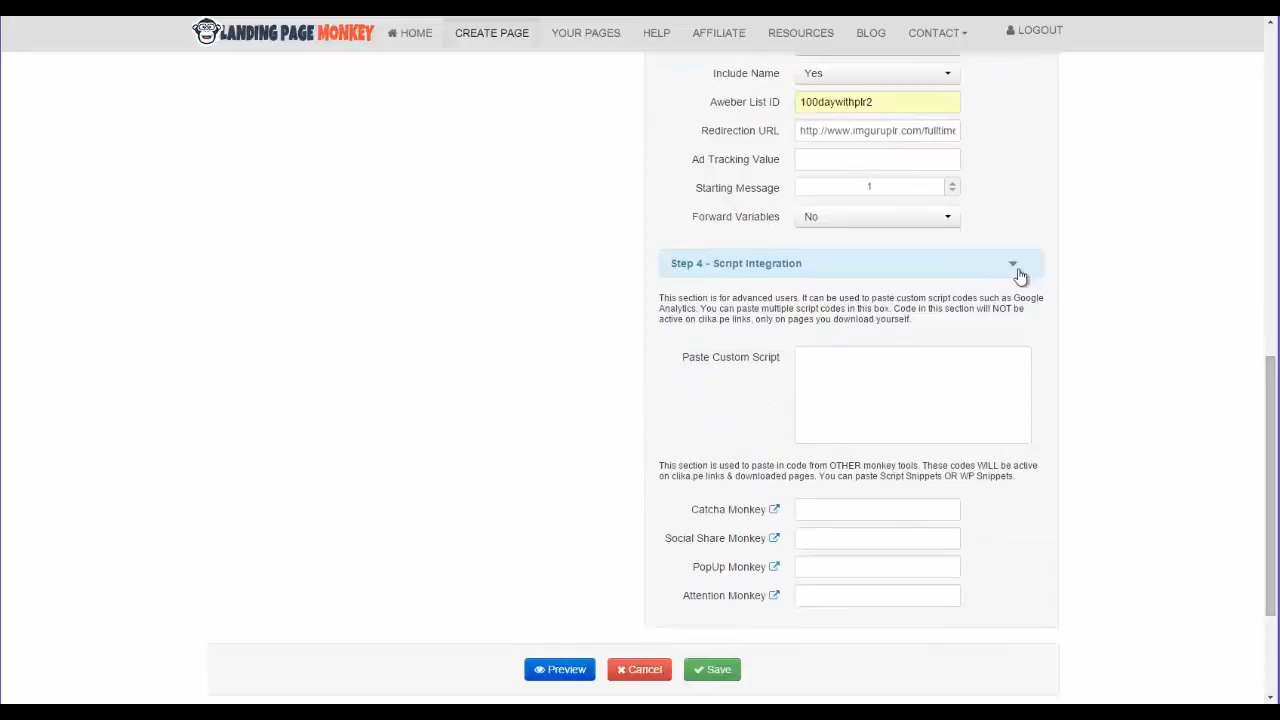 LANDING PAGE MONKEY HOME CREATE PAGE YOUR PAGES HELP AFFILIATE RESOURCES BLOG CONTACT LOGOUT
Include Name Yes
Aweber List ID 100daywithplr2
Redirection URL http://www.imguruplr.com/fulltime
Ad Tracking Value
Starting Message 1
Forward Variables No
Step 4 - Script Integration
This section is for advanced users. It can be used to paste custom script codes such as Google
Analytics. You can paste multiple script codes in this box. Code in this section will NOT be
active on clika.pe links, only on pages you download yourself.
Paste Custom Script
This section is used to paste in code from OTHER monkey tools. These codes WILL be active
on clika.pe links & downloaded pages. You can paste Script Snippets OR WP Snippets.
Catcha Monkey
Social Share Monkey
PopUp Monkey
Attention Monkey
Preview Cancel Save